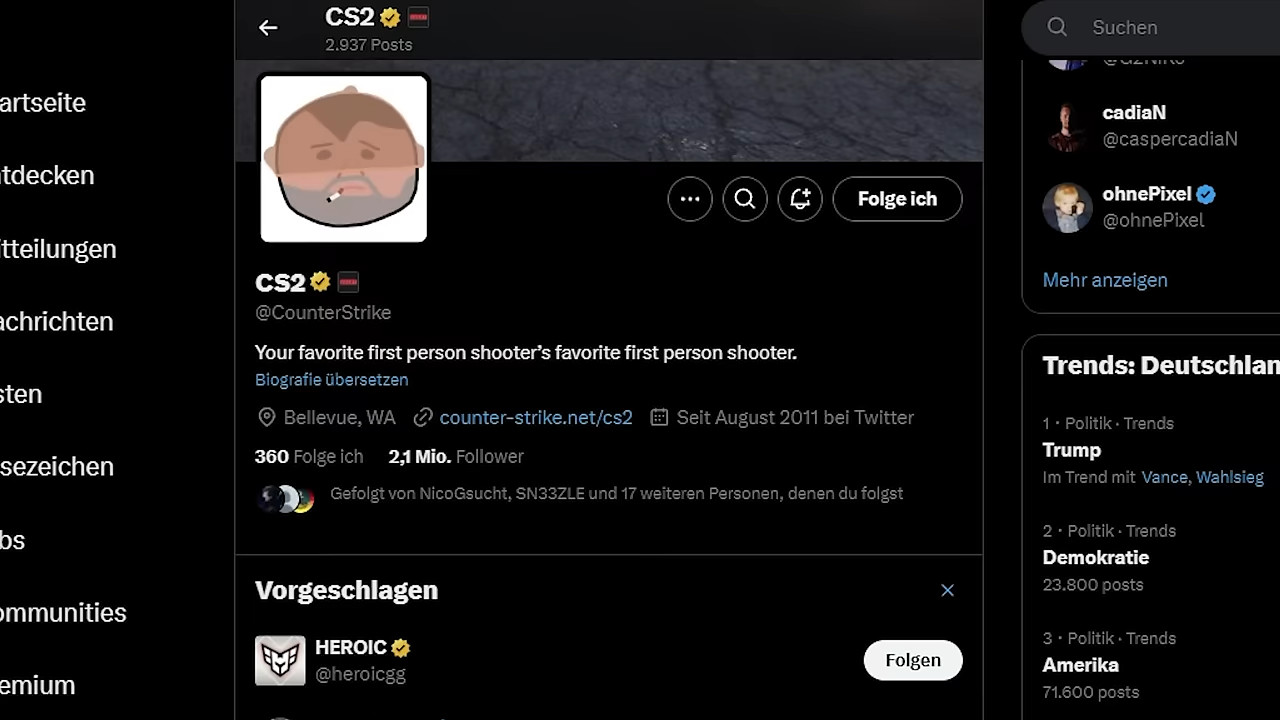 CS2
2.937 Posts
artseite
ntdecken
itteilungen
achrichten
sten
sezeichen
bs
ommunities
emium
Folge ich
CS2
@CounterStrike
Your favorite first person shooter’s favorite first person shooter.
Biografie übersetzen
Bellevue, WA counter-strike.net/cs2 Seit August 2011 bei Twitter
360 Folge ich 2,1 Mio. Follower
Gefolgt von NicoGsucht, SN33ZLE und 17 weiteren Personen, denen du folgst
Vorgeschlagen
HEROIC
@heroicgg
Folgen
Suchen
cadiaN
@caspercadiaN
ohnePixel
@ohnePixel
Mehr anzeigen
Trends: Deutschlan
1 · Politik · Trends
Trump
Im Trend mit Vance, Wahlsieg
2 · Politik · Trends
Demokratie
23.800 posts
3 · Politik · Trends
Amerika
71.600 posts